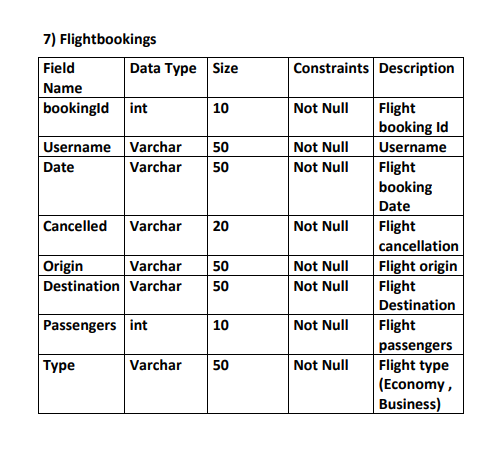 7) Flightbookings
Field Name Data Type Size Constraints Description
bookingId int 10 Not Null Flight booking Id
Username Varchar 50 Not Null Username
Date Varchar 50 Not Null Flight booking Date
Cancelled Varchar 20 Not Null Flight cancellation
Origin Varchar 50 Not Null Flight origin
Destination Varchar 50 Not Null Flight Destination
Passengers int 10 Not Null Flight passengers
Type Varchar 50 Not Null Flight type (Economy , Business)